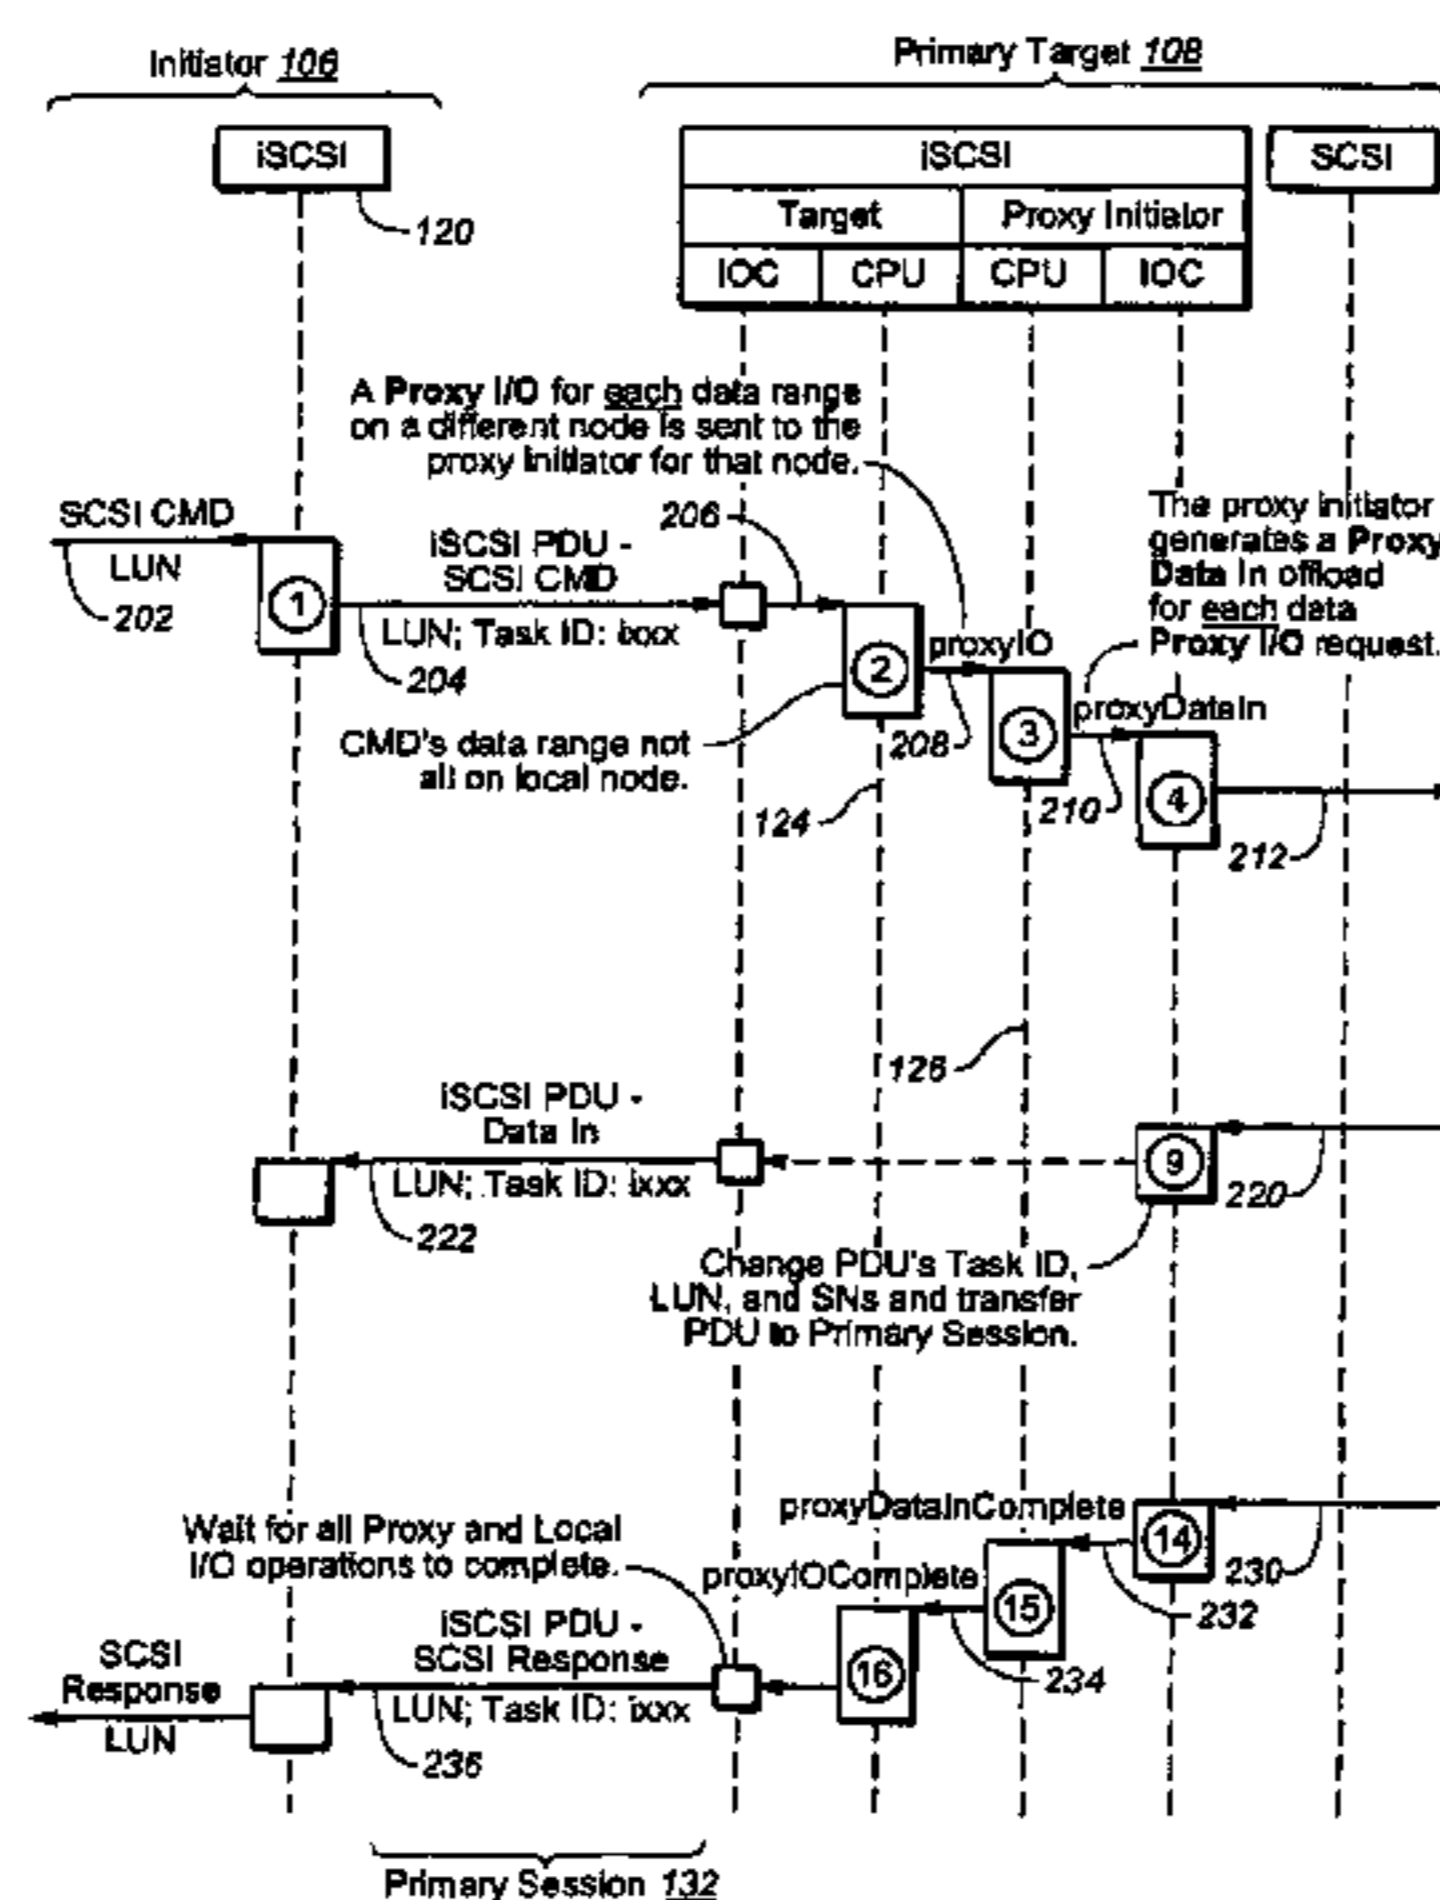 Initiator 106
Primary Target 108
iSCSI
iSCSI
SCSI
120
Target
Proxy Initiator
IOC
CPU
CPU
IOC
A Proxy I/O for each data range
on a different node is sent to the
proxy initiator for that node.
SCSI CMD
LUN
202
1
iSCSI PDU -
SCSI CMD
LUN; Task ID: ixxx
204
206
The proxy initiator
generates a Proxy
Data In offload
for each data
Proxy I/O request.
2
proxyIO
208
3
proxyDataIn
210
4
212
CMD's data range not
all on local node.
124
126
iSCSI PDU -
Data In
LUN; Task ID: ixxx
222
9
220
Change PDU's Task ID,
LUN, and SNs and transfer
PDU to Primary Session.
proxyDataInComplete
14
230
232
Wait for all Proxy and Local
I/O operations to complete.
proxyIOComplete
15
234
16
iSCSI PDU -
SCSI Response
LUN; Task ID: ixxx
236
SCSI
Response
LUN
Primary Session 132